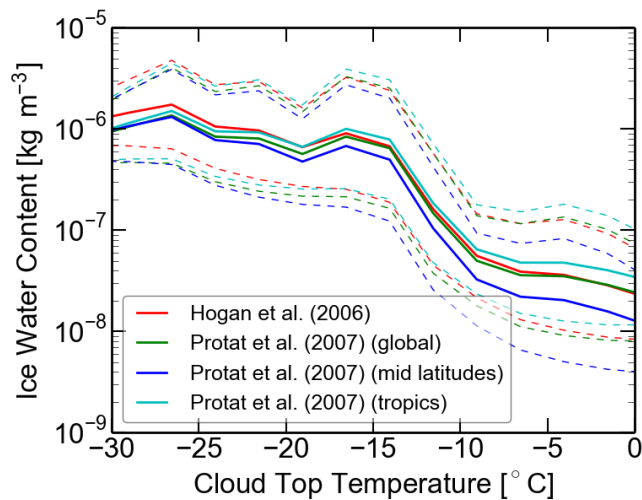 10^−5
10^−6
10^−7
10^−8
10^−9
Ice Water Content [kg m^−3]
Hogan et al. (2006)
Protat et al. (2007) (global)
Protat et al. (2007) (mid latitudes)
Protat et al. (2007) (tropics)
−30 −25 −20 −15 −10 −5 0
Cloud Top Temperature [°C]